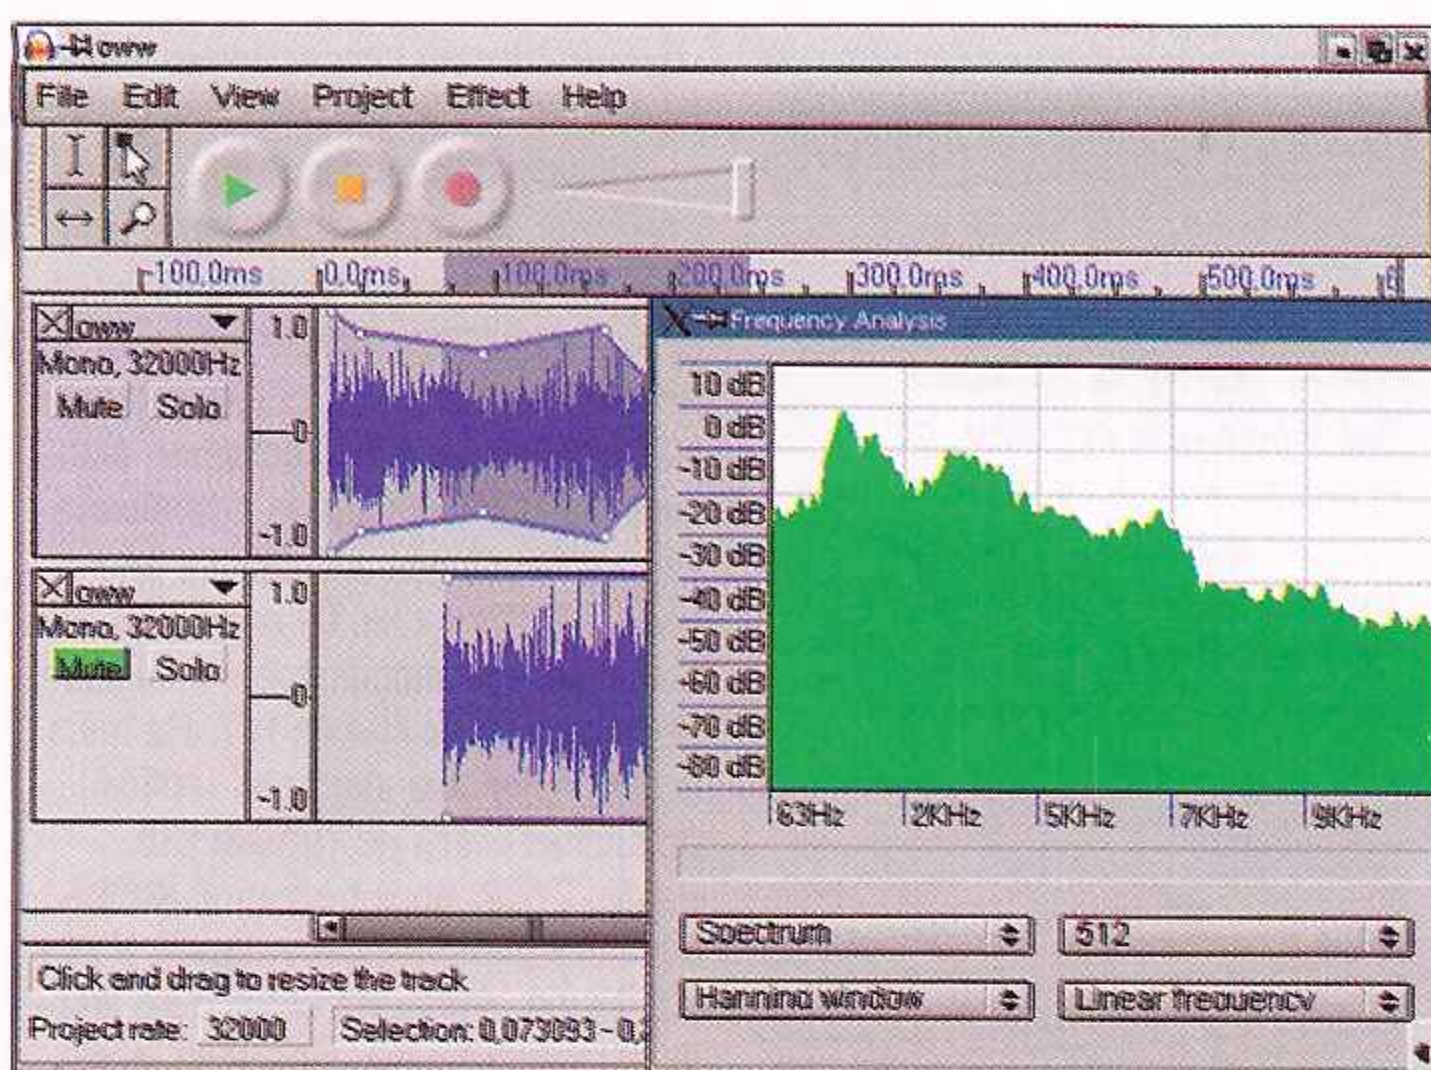 oww
File Edit View Project Effect Help
-100.0ms 0.0ms 100.0ms 200.0ms 300.0ms 400.0ms 500.0ms
oww
Mono, 32000Hz
Mute Solo
1.0
0
-1.0
oww
Mono, 32000Hz
Mute Solo
1.0
0
-1.0
Frequency Analysis
10 dB
0 dB
-10 dB
-20 dB
-30 dB
-40 dB
-50 dB
-60 dB
-70 dB
-80 dB
63Hz 2KHz 5KHz 7KHz 9KHz
Spectrum 512
Hanning window Linear frequency
Click and drag to resize the track
Project rate: 32000 Selection: 0,073093 - 0,